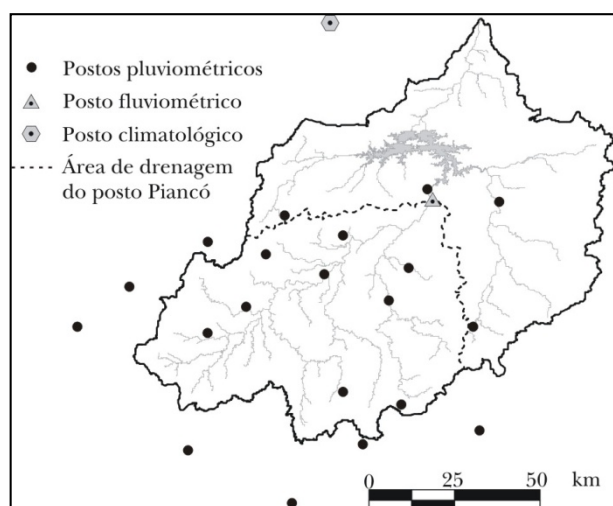 Postos pluviométricos
Posto fluviométrico
Posto climatológico
Área de drenagem
do posto Piancó
0 25 50 km